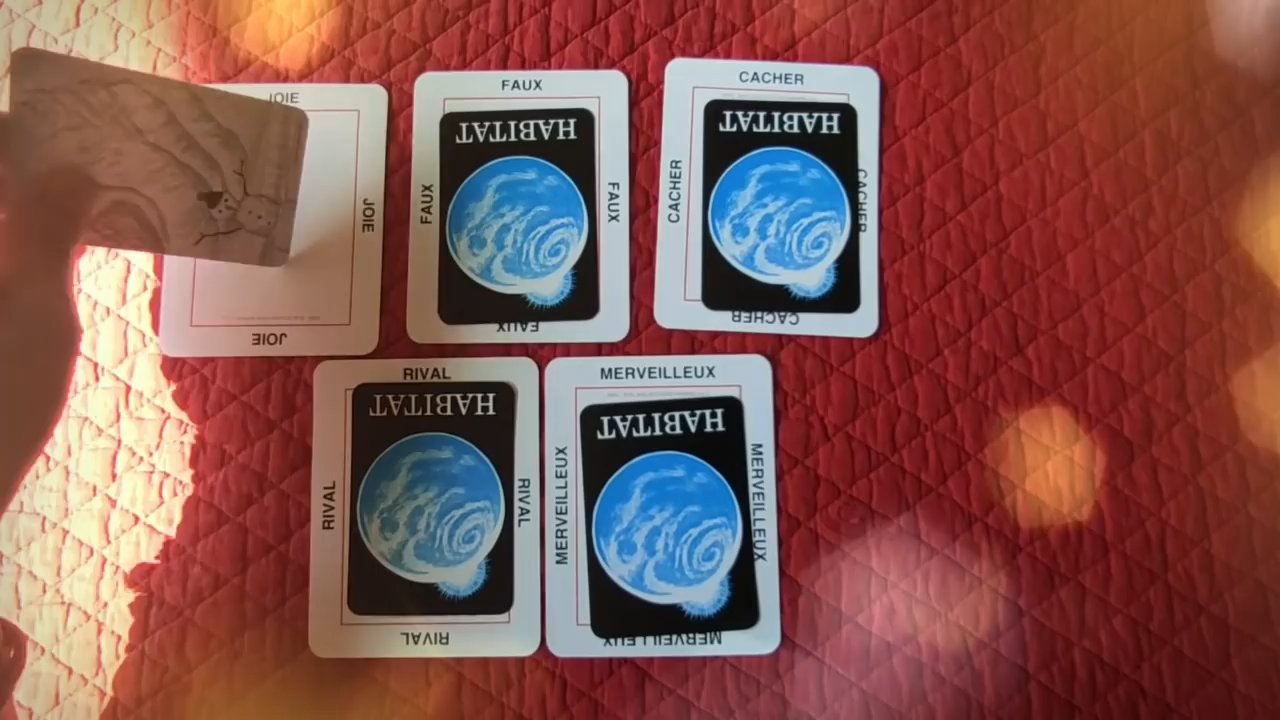 JOIE
JOIE
JOIE
FAUX
FAUX
FAUX
FAUX
HABITAT
CACHER
CACHER
CACHER
CACHER
HABITAT
RIVAL
RIVAL
RIVAL
RIVAL
HABITAT
MERVEILLEUX
MERVEILLEUX
MERVEILLEUX
MERVEILLEUX
HABITAT